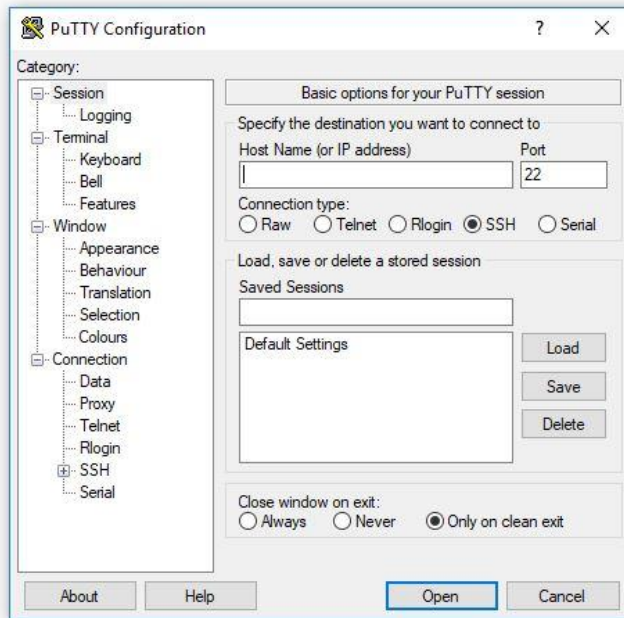 PuTTY Configuration
?
Category:
Session
Logging
Terminal
Keyboard
Bell
Features
Window
Appearance
Behaviour
Translation
Selection
Colours
Connection
Data
Proxy
Telnet
Rlogin
SSH
Serial
Basic options for your PuTTY session
Specify the destination you want to connect to
Host Name (or IP address) Port
22
Connection type:
Raw Telnet Rlogin SSH Serial
Load, save or delete a stored session
Saved Sessions
Default Settings
Load
Save
Delete
Close window on exit:
Always Never Only on clean exit
About Help Open Cancel